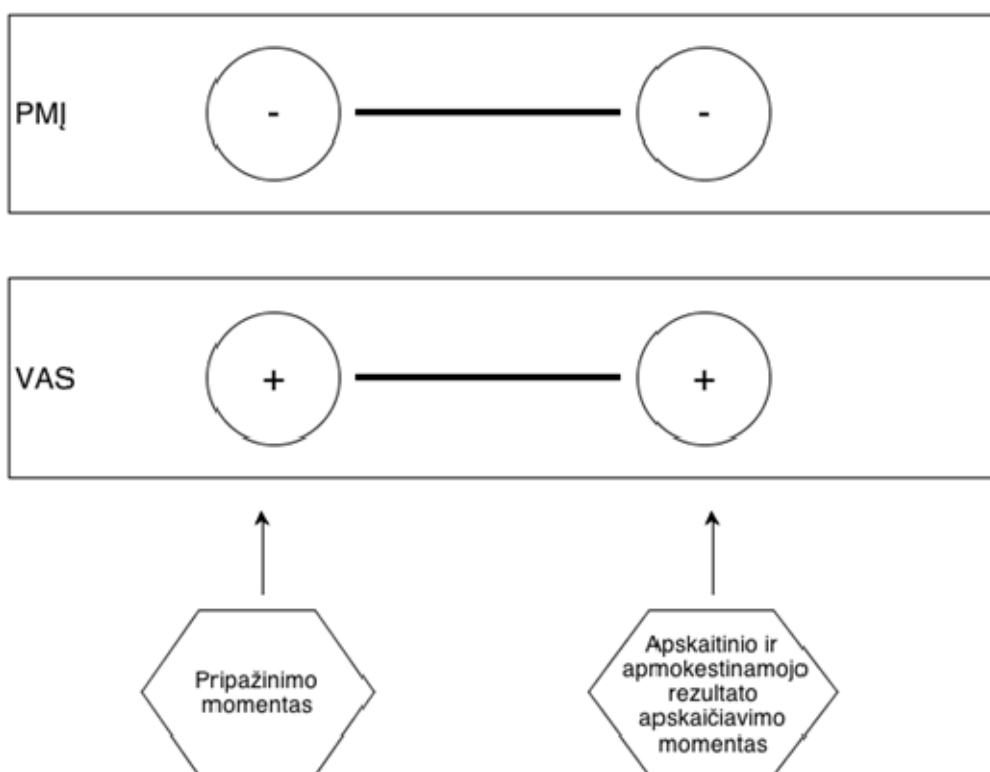 PMĮ
-
-
VAS
+
+
Pripažinimo
momentas
Apskaitinio ir
apmokestinamojo
rezultato
apskaičiavimo
momentas